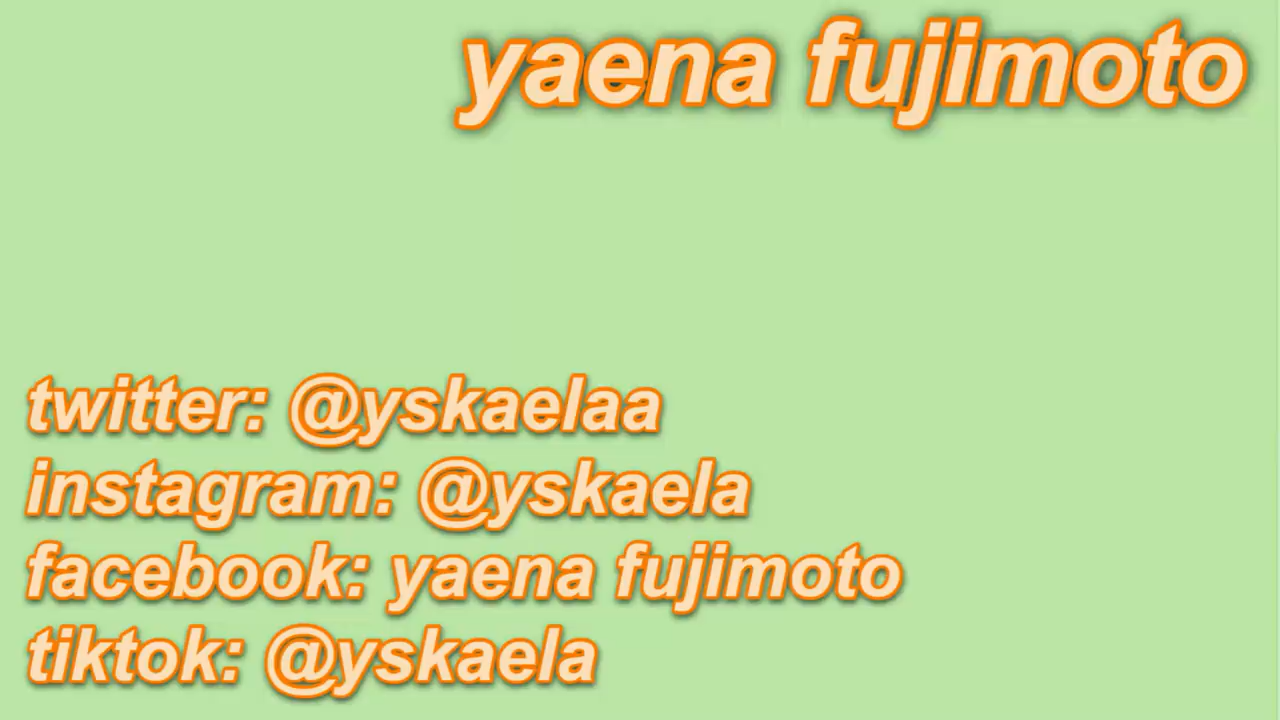 yaena fujimoto
twitter: @yskaelaa
instagram: @yskaela
facebook: yaena fujimoto
tiktok: @yskaela